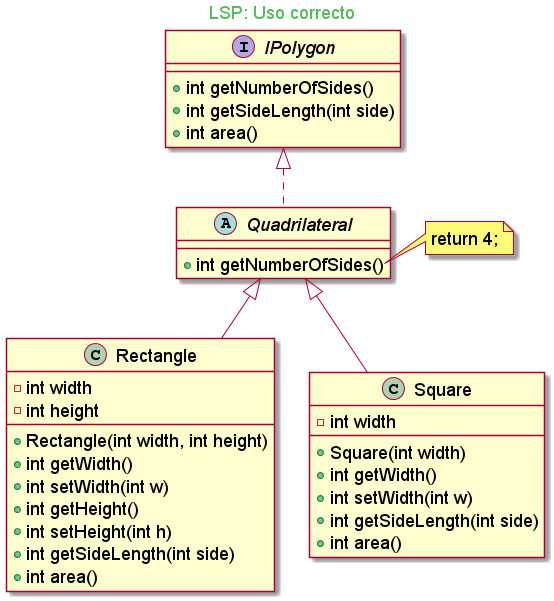 LSP: Uso correcto
I IPolygon
int getNumberOfSides()
int getSideLength(int side)
int area()
A Quadrilateral
int getNumberOfSides()
return 4;
C Rectangle
int width
int height
Rectangle(int width, int height)
int getWidth()
int setWidth(int w)
int getHeight()
int setHeight(int h)
int getSideLength(int side)
int area()
C Square
int width
Square(int width)
int getWidth()
int setWidth(int w)
int getSideLength(int side)
int area()